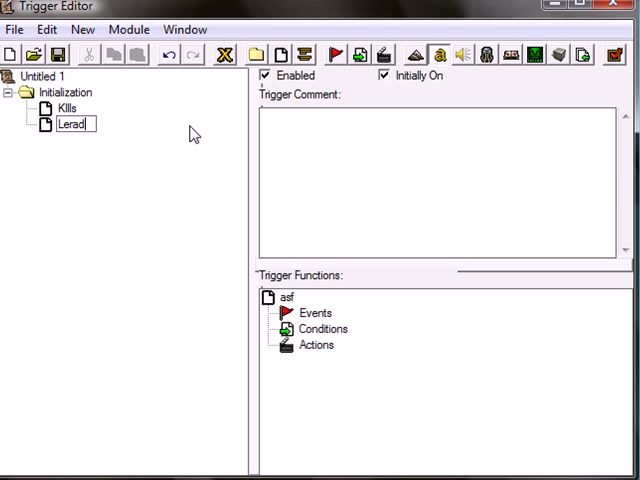 Trigger Editor
File Edit New Module Window
a
Untitled 1
Initialization
KIlls
Lerad
Enabled Initially On
Trigger Comment:
Trigger Functions:
asf
Events
Conditions
Actions